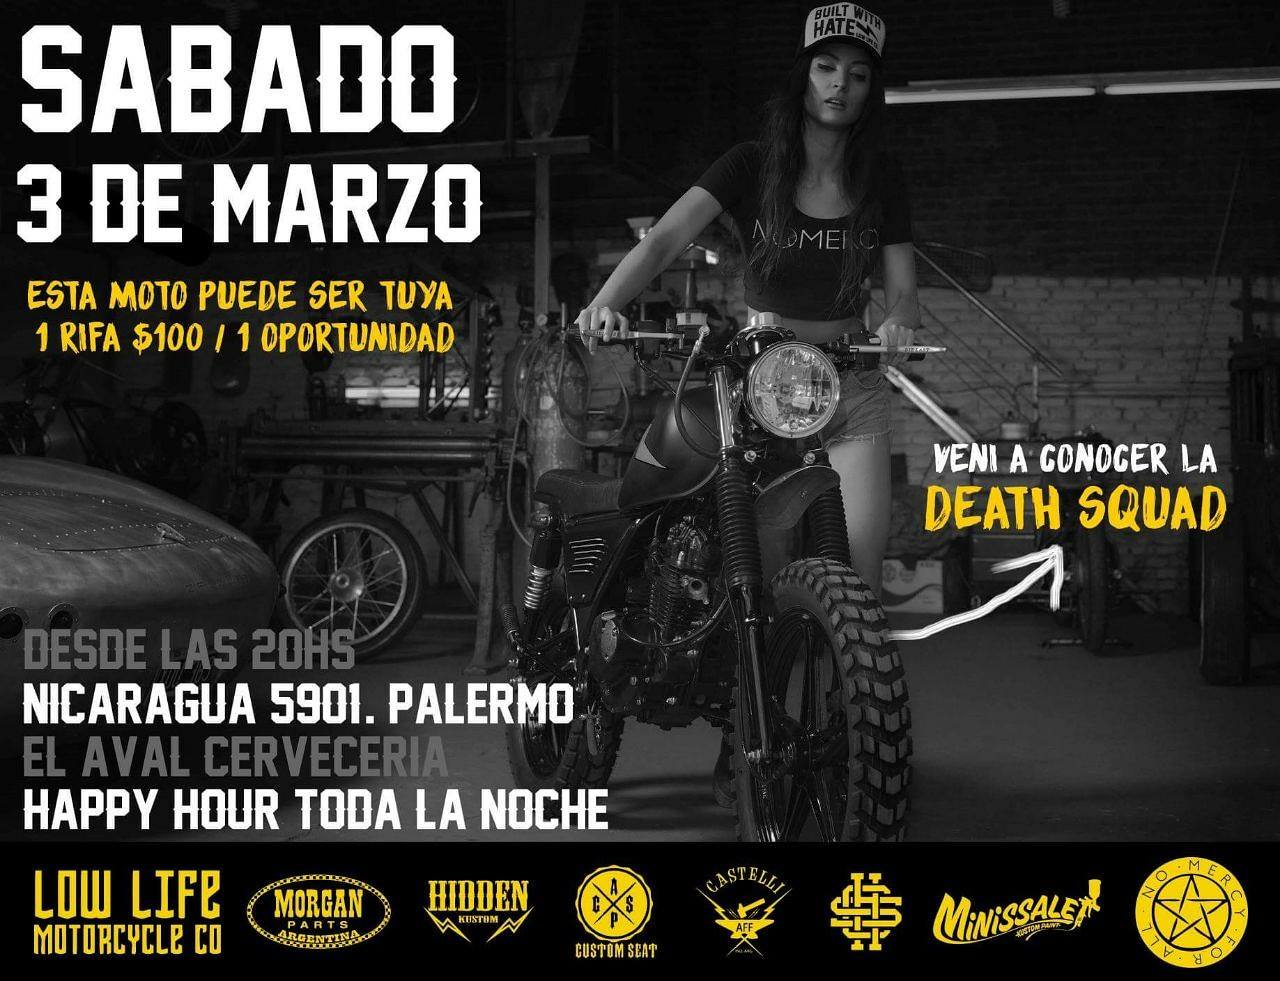 SABADO
3 DE MARZO
ESTA MOTO PUEDE SER TUYA
1 RIFA $100 / 1 OPORTUNIDAD
BUILT WITH
HATE
NOMERCY
VENI A CONOCER LA
DEATH SQUAD
DESDE LAS 20HS
NICARAGUA 5901. PALERMO
EL AVAL CERVECERIA
HAPPY HOUR TODA LA NOCHE
LOW LIFE
MOTORCYCLE CO
MORGAN
PARTS
ARGENTINA
HIDDEN
KUSTOM
A
C S
P
CUSTOM SEAT
CASTELLI
AFF
MINISSALE
KUSTOM PAINT
NO·MERCY·FOR·ALL